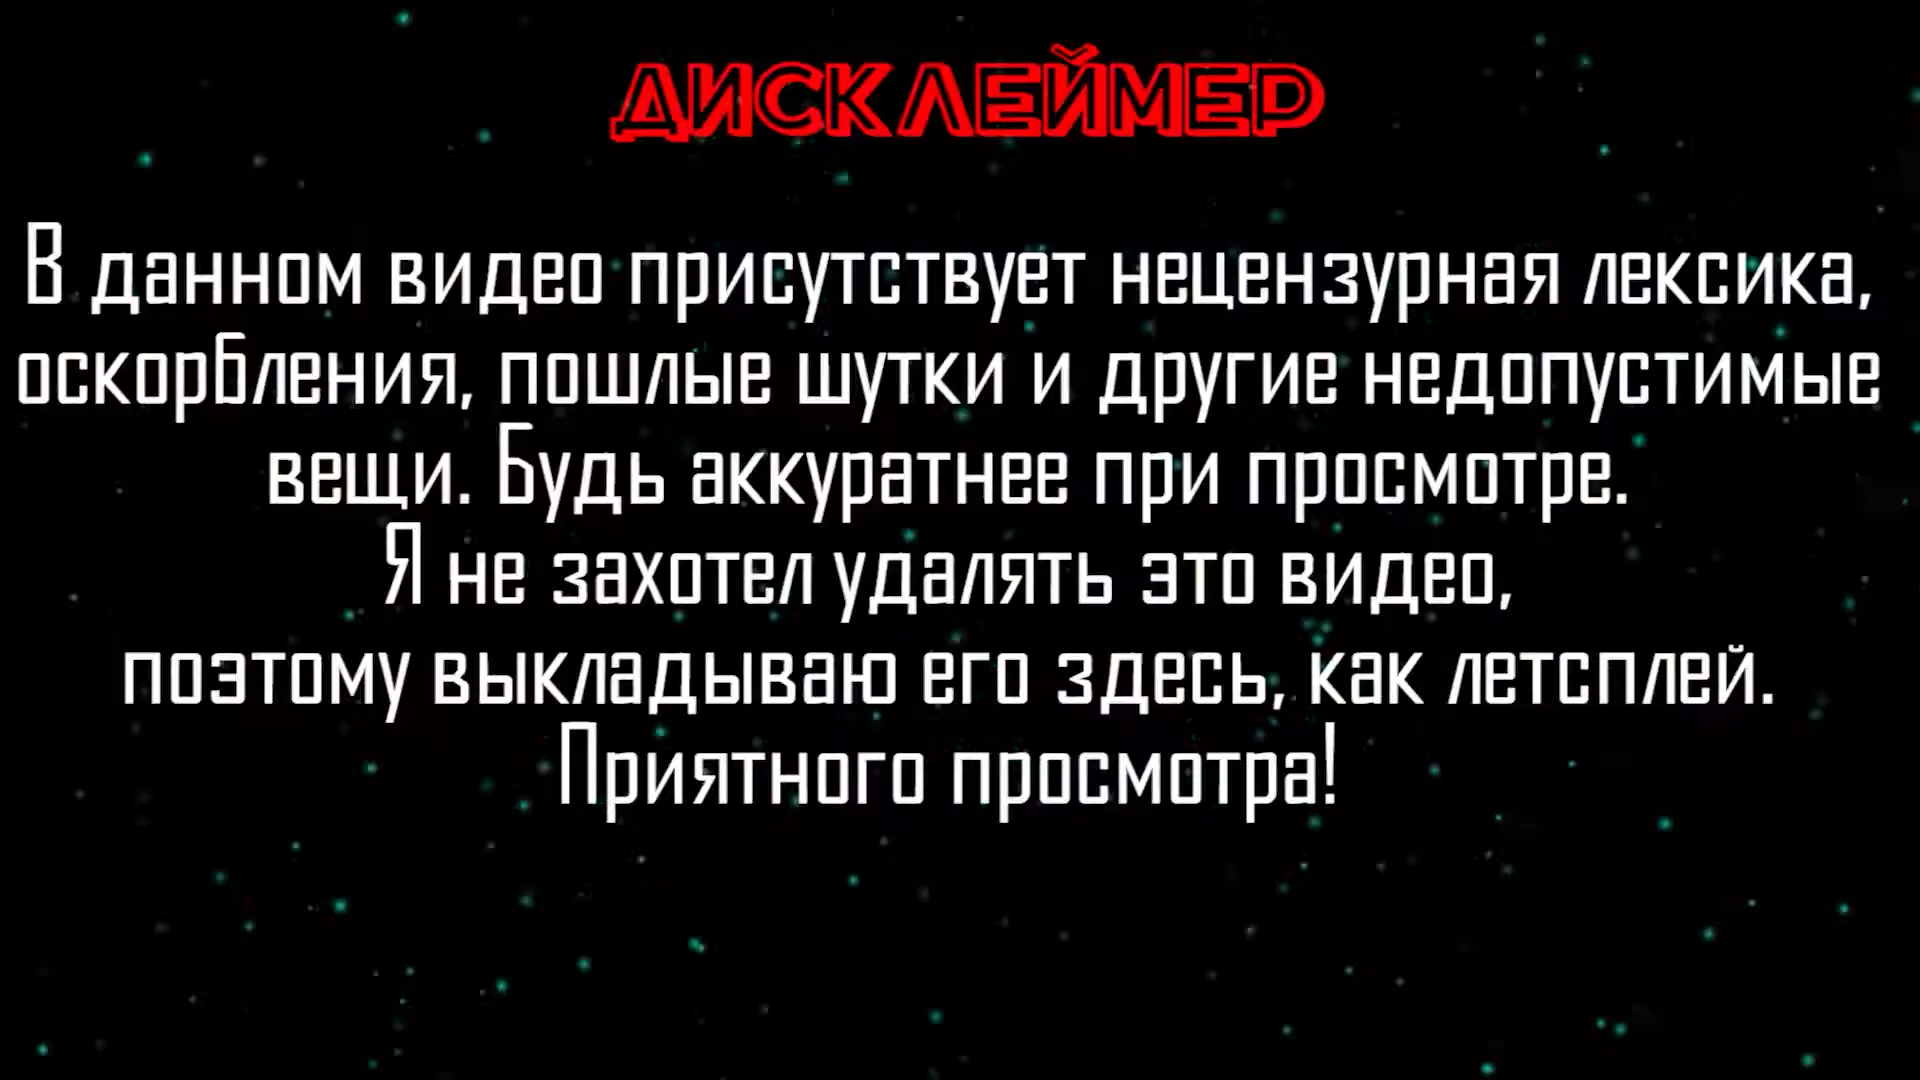 ДИСКЛЕЙМЕР
В данном видео присутствует нецензурная лексика,
оскорбления, пошлые шутки и другие недопустимые
вещи. Будь аккуратнее при просмотре.
Я не захотел удалять это видео,
поэтому выкладываю его здесь, как летсплей.
Приятного просмотра!